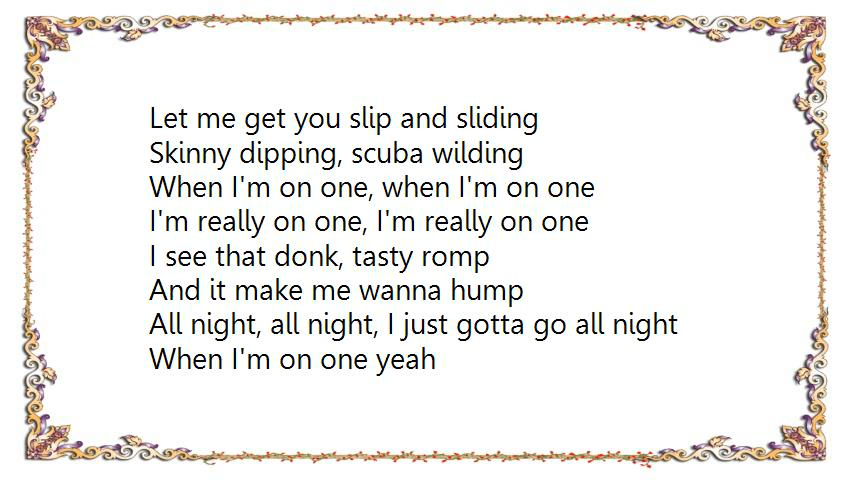 Let me get you slip and sliding
Skinny dipping, scuba wilding
When I'm on one, when I'm on one
I'm really on one, I'm really on one
I see that donk, tasty romp
And it make me wanna hump
All night, all night, I just gotta go all night
When I'm on one yeah